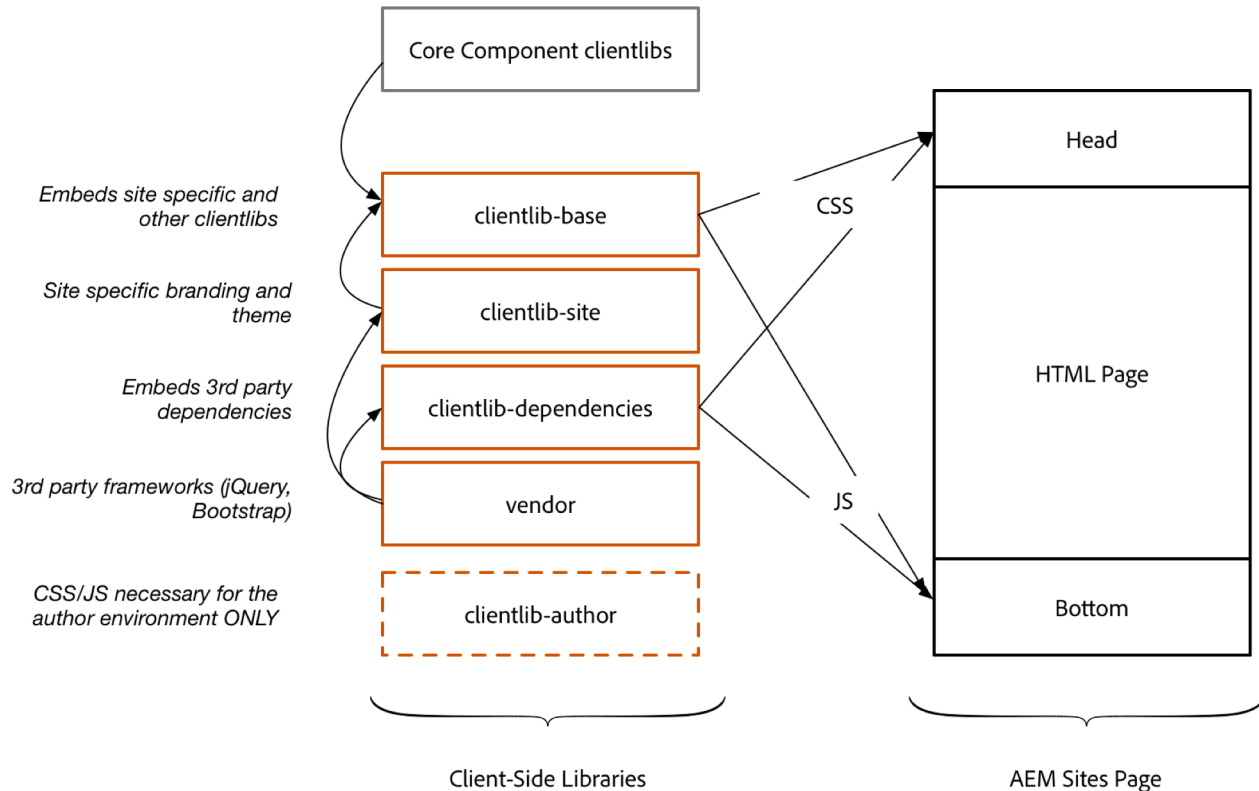 Core Component clientlibs
Embeds site specific and
other clientlibs
clientlib-base
Site specific branding and
theme
clientlib-site
Embeds 3rd party
dependencies
clientlib-dependencies
3rd party frameworks (jQuery,
Bootstrap)
vendor
CSS/JS necessary for the
author environment ONLY
clientlib-author
CSS
JS
Head
HTML Page
Bottom
Client-Side Libraries
AEM Sites Page